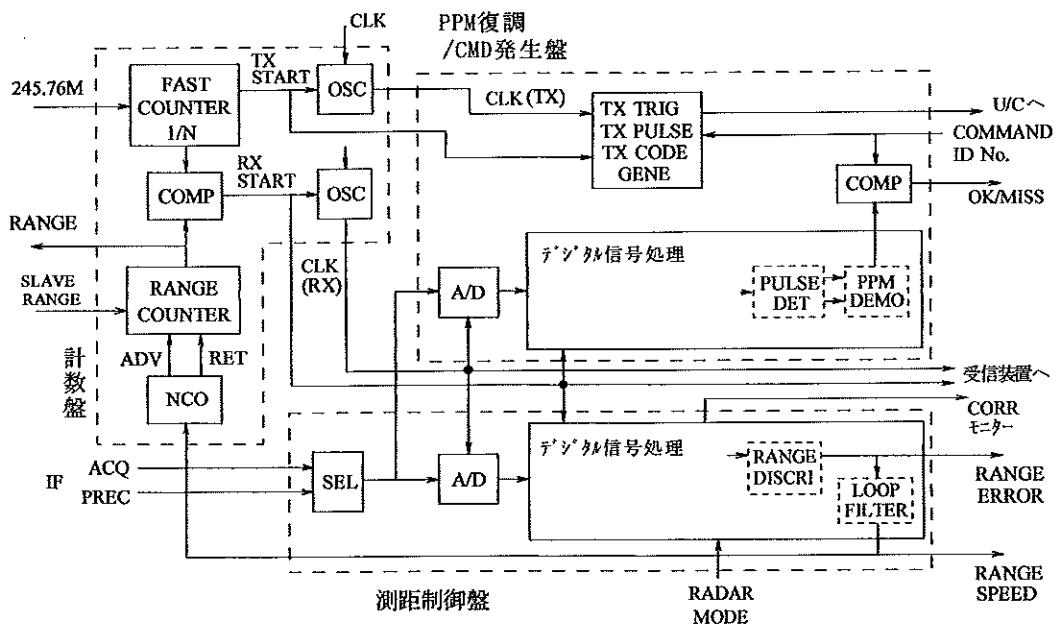 CLK
PPM復調
/CMD発生盤
245.76M
FAST
COUNTER
1/N
TX
START
OSC
CLK(TX)
TX TRIG
TX PULSE
TX CODE
GENE
U/Cへ
COMMAND
ID No.
COMP
RX
START
OSC
COMP
OK/MISS
RANGE
SLAVE
RANGE
RANGE
COUNTER
CLK
(RX)
A/D
ﾃﾞｼﾞﾀﾙ信号処理
PULSE
DET
PPM
DEMO
ADV
RET
計数盤
NCO
受信装置へ
CORR
ﾓﾆﾀｰ
IF
ACQ
PREC
SEL
A/D
ﾃﾞｼﾞﾀﾙ信号処理
RANGE
DISCRI
LOOP
FILTER
RANGE
ERROR
測距制御盤
RADAR
MODE
RANGE
SPEED